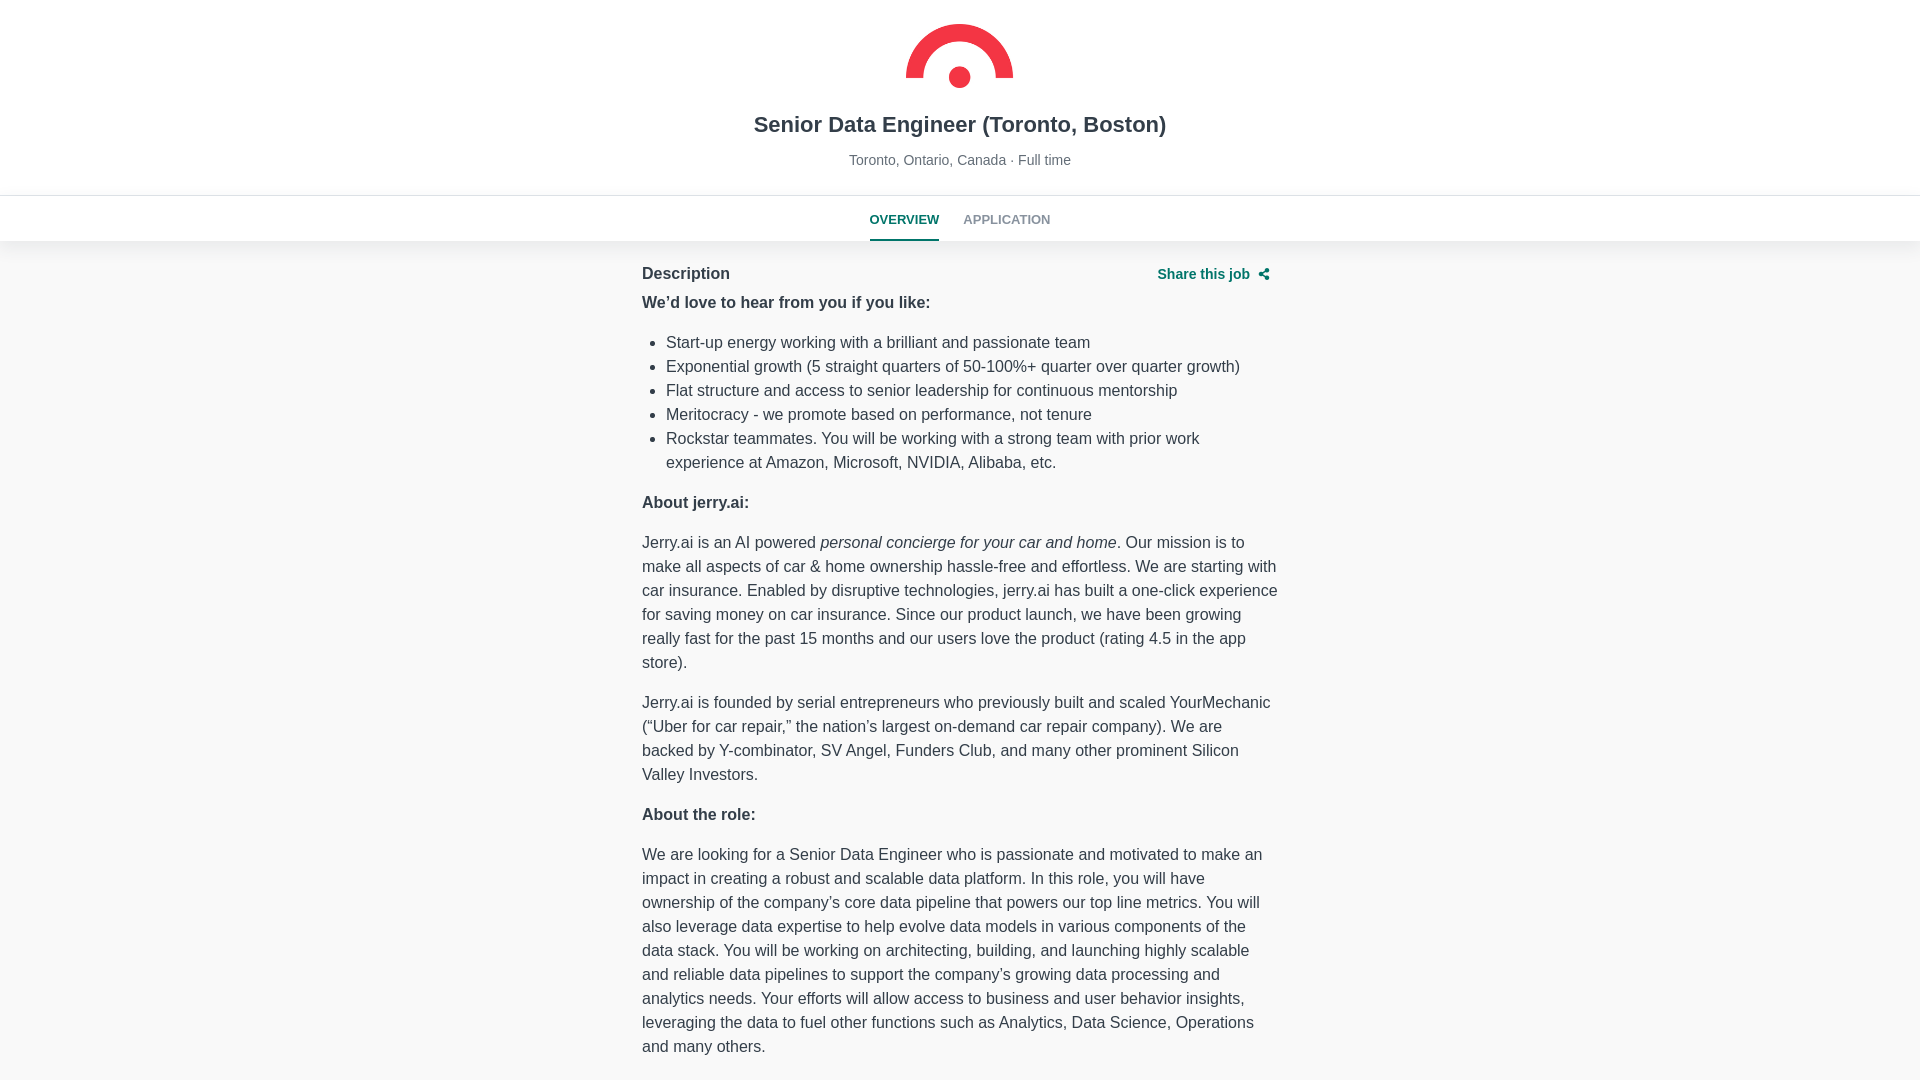 Senior Data Engineer (Toronto, Boston)
Toronto, Ontario, Canada · Full time
OVERVIEW APPLICATION
Description Share this job
We’d love to hear from you if you like:
• Start-up energy working with a brilliant and passionate team
• Exponential growth (5 straight quarters of 50-100%+ quarter over quarter growth)
• Flat structure and access to senior leadership for continuous mentorship
• Meritocracy - we promote based on performance, not tenure
• Rockstar teammates. You will be working with a strong team with prior work
experience at Amazon, Microsoft, NVIDIA, Alibaba, etc.
About jerry.ai:
Jerry.ai is an AI powered personal concierge for your car and home. Our mission is to
make all aspects of car & home ownership hassle-free and effortless. We are starting with
car insurance. Enabled by disruptive technologies, jerry.ai has built a one-click experience
for saving money on car insurance. Since our product launch, we have been growing
really fast for the past 15 months and our users love the product (rating 4.5 in the app
store).
Jerry.ai is founded by serial entrepreneurs who previously built and scaled YourMechanic
(“Uber for car repair,” the nation’s largest on-demand car repair company). We are
backed by Y-combinator, SV Angel, Funders Club, and many other prominent Silicon
Valley Investors.
About the role:
We are looking for a Senior Data Engineer who is passionate and motivated to make an
impact in creating a robust and scalable data platform. In this role, you will have
ownership of the company’s core data pipeline that powers our top line metrics. You will
also leverage data expertise to help evolve data models in various components of the
data stack. You will be working on architecting, building, and launching highly scalable
and reliable data pipelines to support the company’s growing data processing and
analytics needs. Your efforts will allow access to business and user behavior insights,
leveraging the data to fuel other functions such as Analytics, Data Science, Operations
and many others.